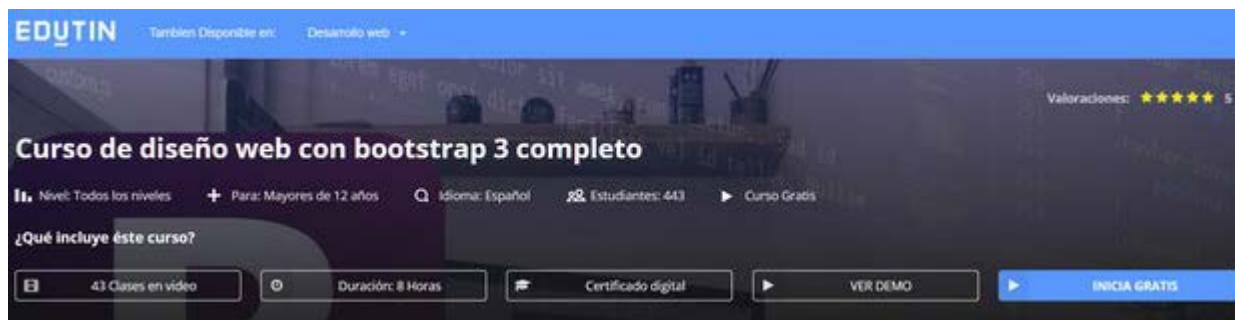 EDUTIN Tambien Disponible en: Desarrollo web
Valoraciones: ★★★★★ 5
Curso de diseño web con bootstrap 3 completo
Nivel: Todos los niveles Para: Mayores de 12 años Idioma: Español Estudiantes: 443 Curso Gratis
¿Qué incluye éste curso?
43 Clases en video Duración: 8 Horas Certificado digital VER DEMO INICIA GRATIS